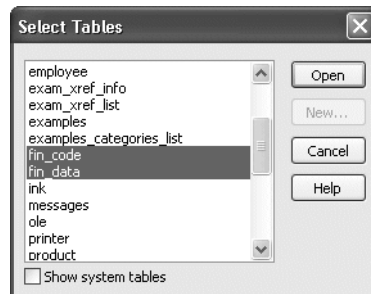 Select Tables
employee
exam_xref_info
exam_xref_list
examples
examples_categories_list
fin_code
fin_data
ink
messages
ole
printer
product
Show system tables
Open
New...
Cancel
Help